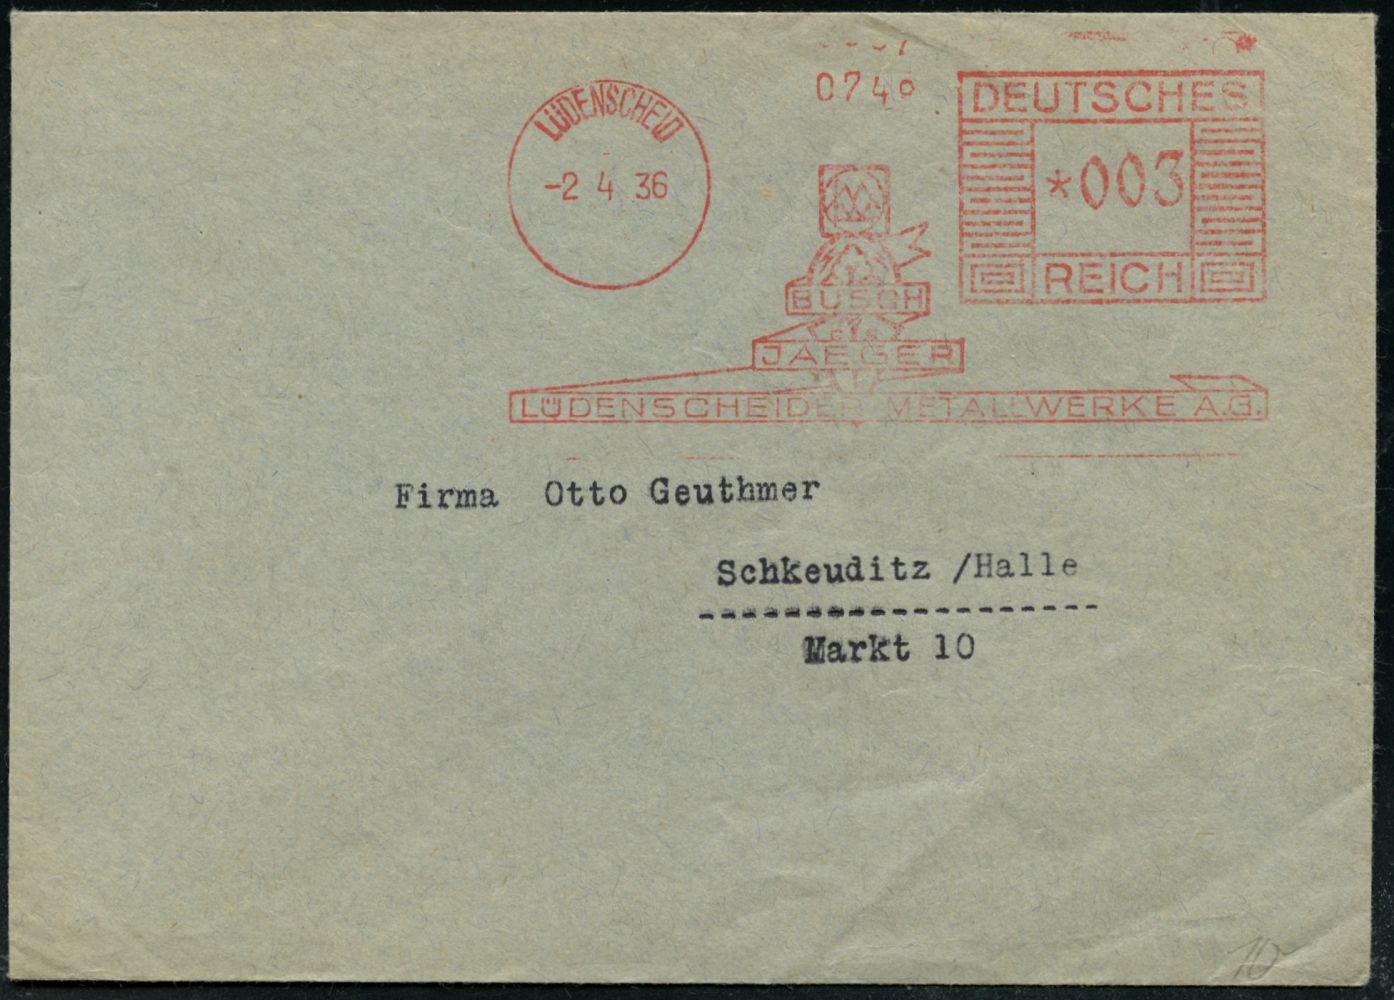 0740
DEUTSCHES
LÜDENSCHEID
-2 4 36
*003
REICH
BUSCH
JAEGER
LÜDENSCHEIDER METALLWERKE A.G.
Firma Otto Geuthmer
Schkeuditz /Halle
--------------------
Markt 10
10